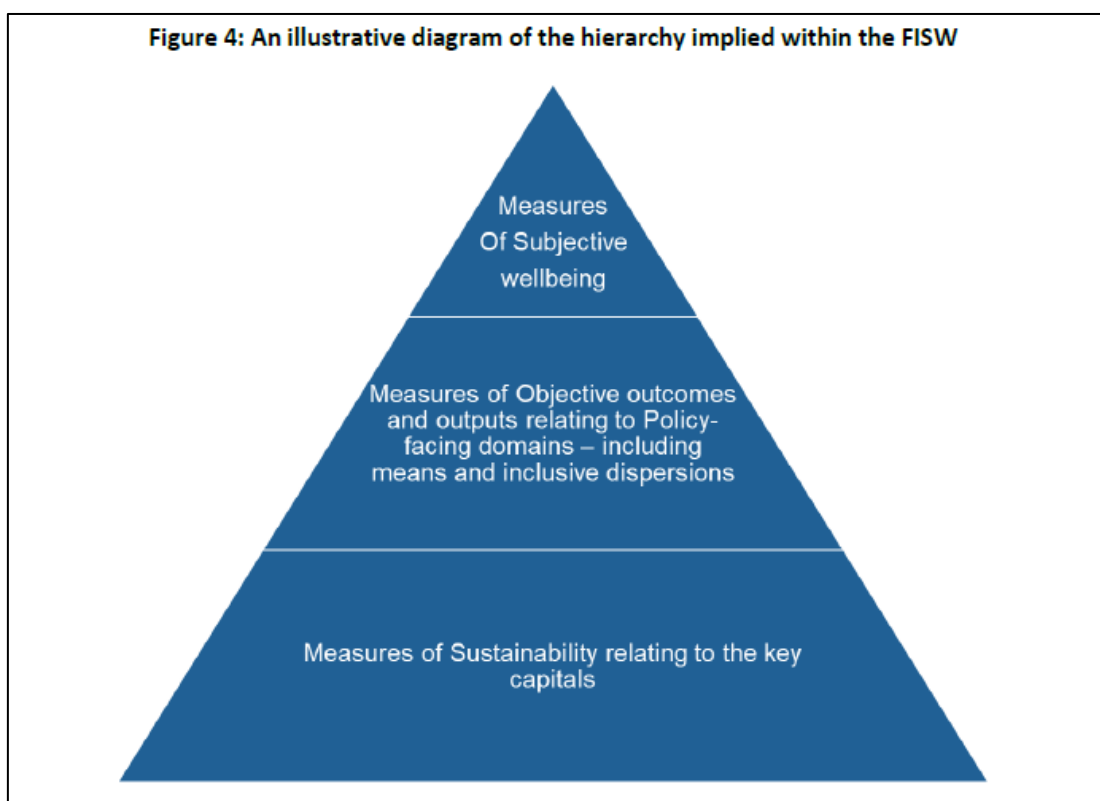 Figure 4: An illustrative diagram of the hierarchy implied within the FISW
Measures
Of Subjective
wellbeing
Measures of Objective outcomes
and outputs relating to Policy-
facing domains – including
means and inclusive dispersions
Measures of Sustainability relating to the key
capitals